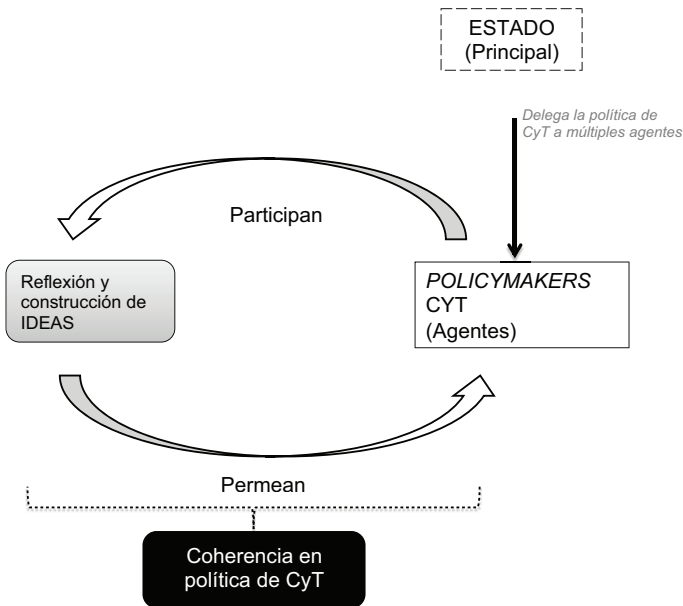 ESTADO
(Principal)
Delega la política de
CyT a múltiples agentes
Participan
Reflexión y
construcción de
IDEAS
POLICYMAKERS
CYT
(Agentes)
Permean
Coherencia en
política de CyT